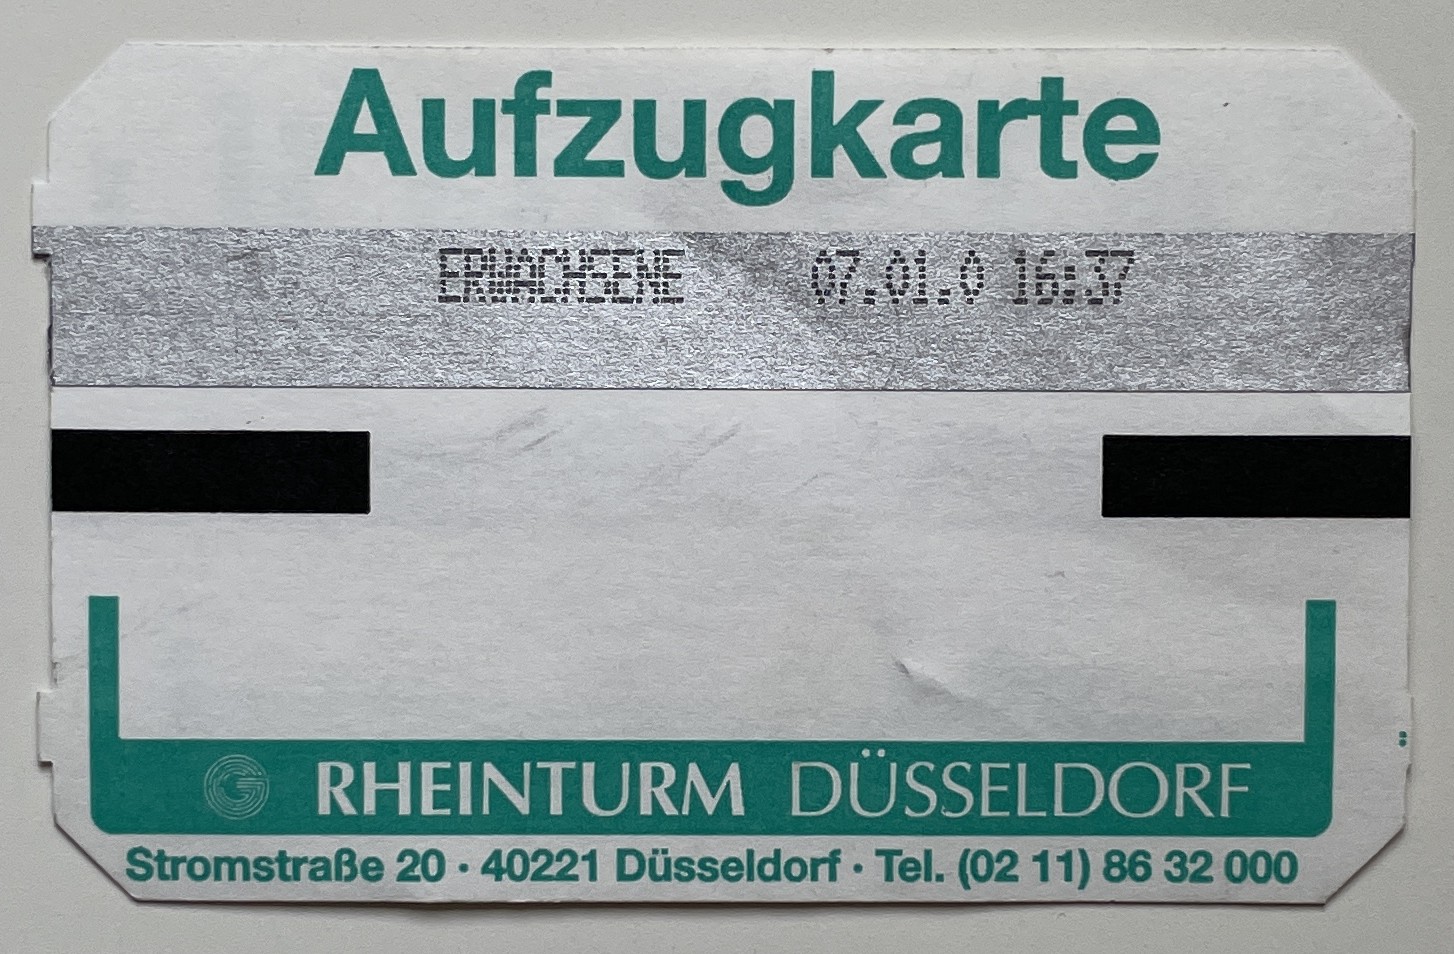 Aufzugkarte
ERWACHSENE 07.01.0 16:37
G RHEINTURM DÜSSELDORF
Stromstraße 20 · 40221 Düsseldorf · Tel. (02 11) 86 32 000